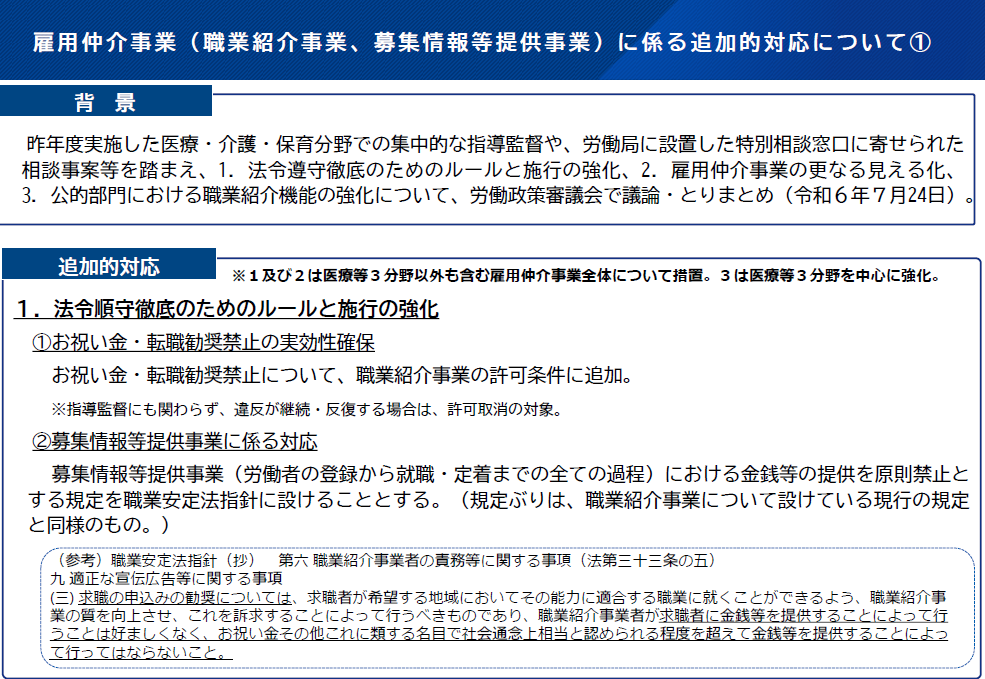 雇用仲介事業（職業紹介事業、募集情報等提供事業）に係る追加的対応について①
背　景
昨年度実施した医療・介護・保育分野での集中的な指導監督や、労働局に設置した特別相談窓口に寄せられた
相談事案等を踏まえ、1．法令遵守徹底のためのルールと施行の強化、2．雇用仲介事業の更なる見える化、
3．公的部門における職業紹介機能の強化について、労働政策審議会で議論・とりまとめ（令和６年７月24日）。
追加的対応
※１及び２は医療等３分野以外も含む雇用仲介事業全体について措置。３は医療等３分野を中心に強化。
１．法令順守徹底のためのルールと施行の強化
①お祝い金・転職勧奨禁止の実効性確保
お祝い金・転職勧奨禁止について、職業紹介事業の許可条件に追加。
※指導監督にも関わらず、違反が継続・反復する場合は、許可取消の対象。
②募集情報等提供事業に係る対応
募集情報等提供事業（労働者の登録から就職・定着までの全ての過程）における金銭等の提供を原則禁止と
する規定を職業安定法指針に設けることとする。（規定ぶりは、職業紹介事業について設けている現行の規定
と同様のもの。）
（参考）職業安定法指針（抄）　第六 職業紹介事業者の責務等に関する事項（法第三十三条の五）
九 適正な宣伝広告等に関する事項
(三) 求職の申込みの勧奨については、求職者が希望する地域においてその能力に適合する職業に就くことができるよう、職業紹介事
業の質を向上させ、これを訴求することによって行うべきものであり、職業紹介事業者が求職者に金銭等を提供することによって行
うことは好ましくなく、お祝い金その他これに類する名目で社会通念上相当と認められる程度を超えて金銭等を提供することによっ
て行ってはならないこと。